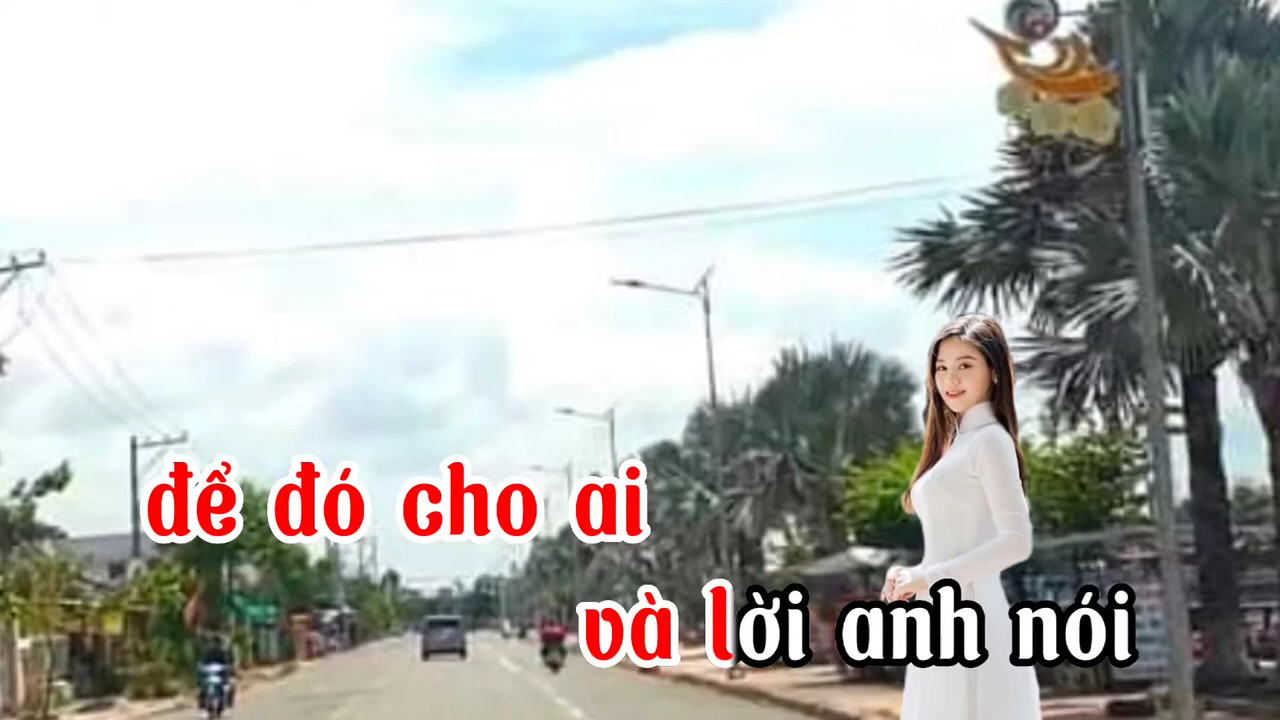 để đó cho ai
và lời anh nói